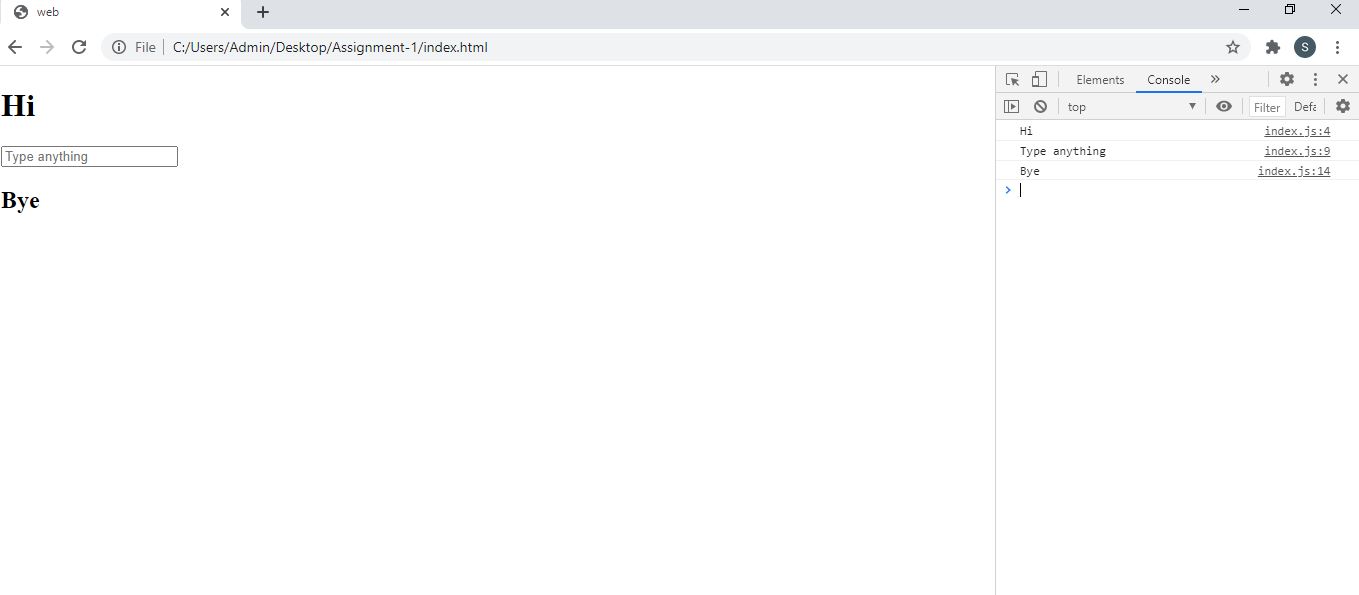 web
File C:/Users/Admin/Desktop/Assignment-1/index.html
S
Hi
Type anything
Bye
Elements Console
top Filter Defa
Hi index.js:4
Type anything index.js:9
Bye index.js:14